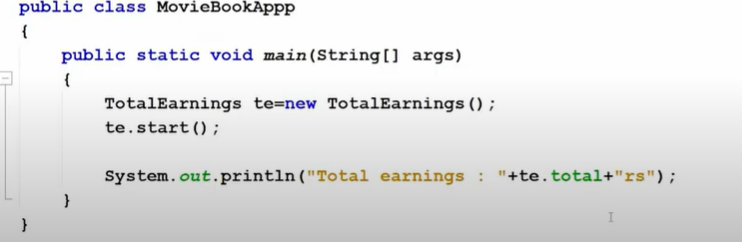 public class MovieBookAppp
{
public static void main(String[] args)
{
TotalEarnings te=new TotalEarnings();
te.start();
System.out.println("Total earnings : "+te.total+"rs");
}
}